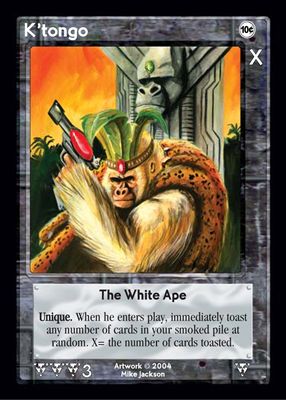 K'tongo
10¢
X
The White Ape
Unique. When he enters play, immediately toast
any number of cards in your smoked pile at
random. X= the number of cards toasted.
3
Artwork © 2004
Mike Jackson